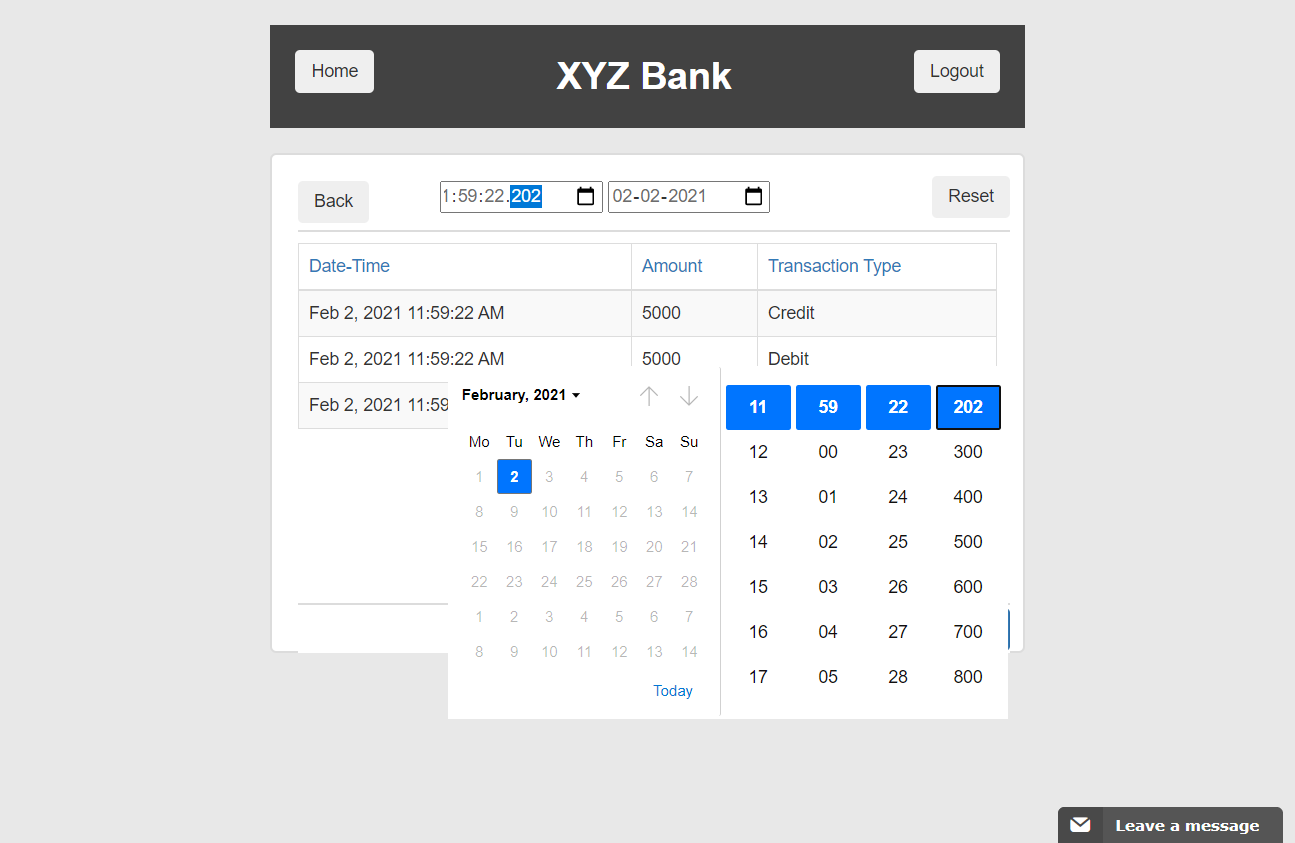 Home XYZ Bank Logout
Back 1:59:22.202 02-02-2021 Reset
Date-Time Amount Transaction Type
Feb 2, 2021 11:59:22 AM 5000 Credit
Feb 2, 2021 11:59:22 AM 5000 Debit
Feb 2, 2021 11:59
February, 2021
Mo Tu We Th Fr Sa Su
1 2 3 4 5 6 7
8 9 10 11 12 13 14
15 16 17 18 19 20 21
22 23 24 25 26 27 28
1 2 3 4 5 6 7
8 9 10 11 12 13 14
Today
11 59 22 202
12 00 23 300
13 01 24 400
14 02 25 500
15 03 26 600
16 04 27 700
17 05 28 800
Leave a message